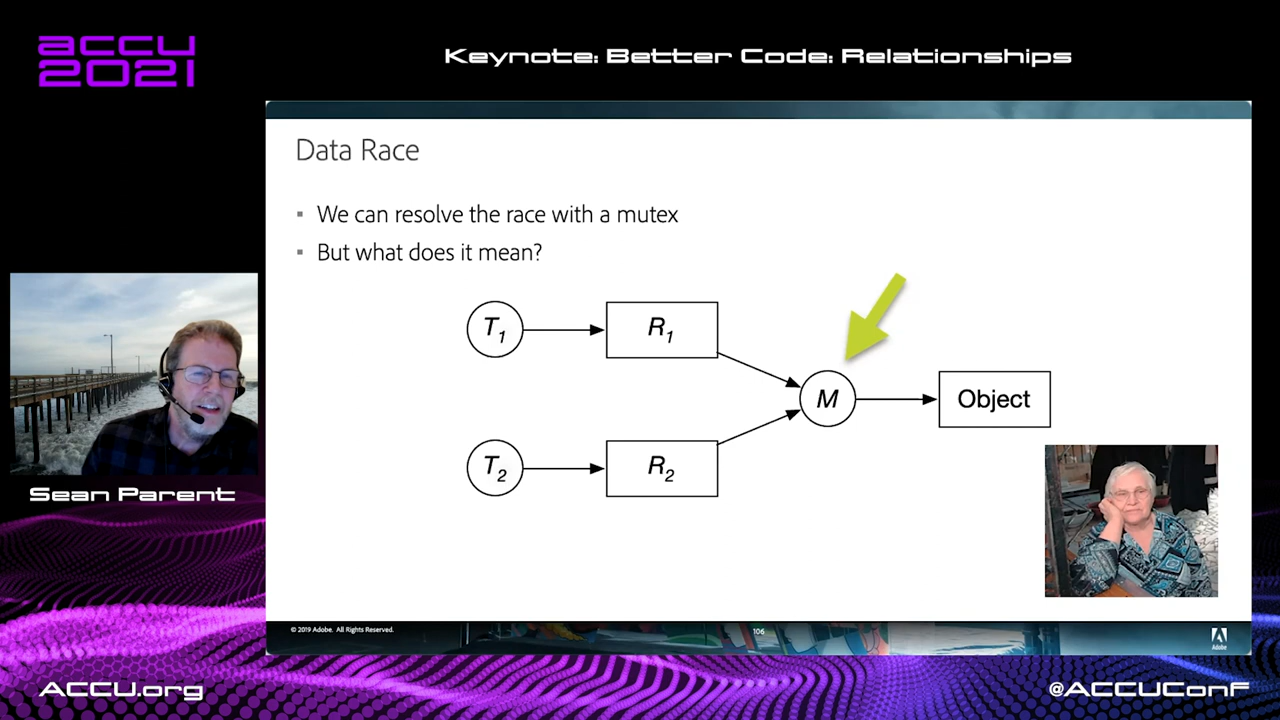 accu
2021
Keynote: Better Code: Relationships
Data Race
▪ We can resolve the race with a mutex
▪ But what does it mean?
T1
R1
M
Object
T2
R2
Sean Parent
© 2019 Adobe. All Rights Reserved.
106
Adobe
ACCU.org
@ACCUConf